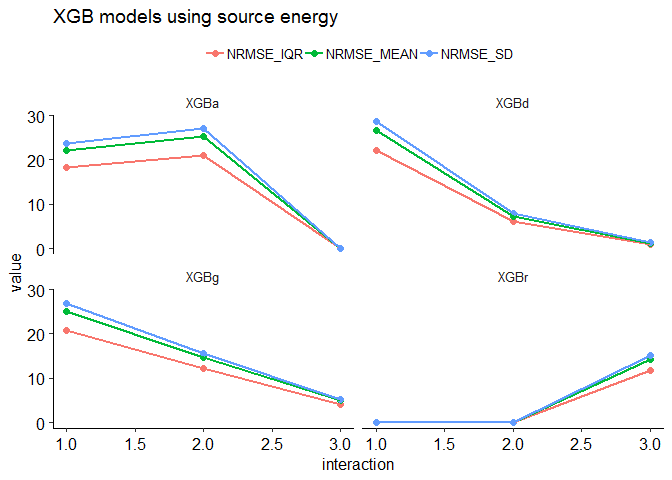 XGB models using source energy
NRMSE_IQR NRMSE_MEAN NRMSE_SD
XGBa XGBd
30
20
10
0
XGBg XGBr
30
20
10
0
value
1.0 1.5 2.0 2.5 3.0 1.0 1.5 2.0 2.5 3.0
interaction